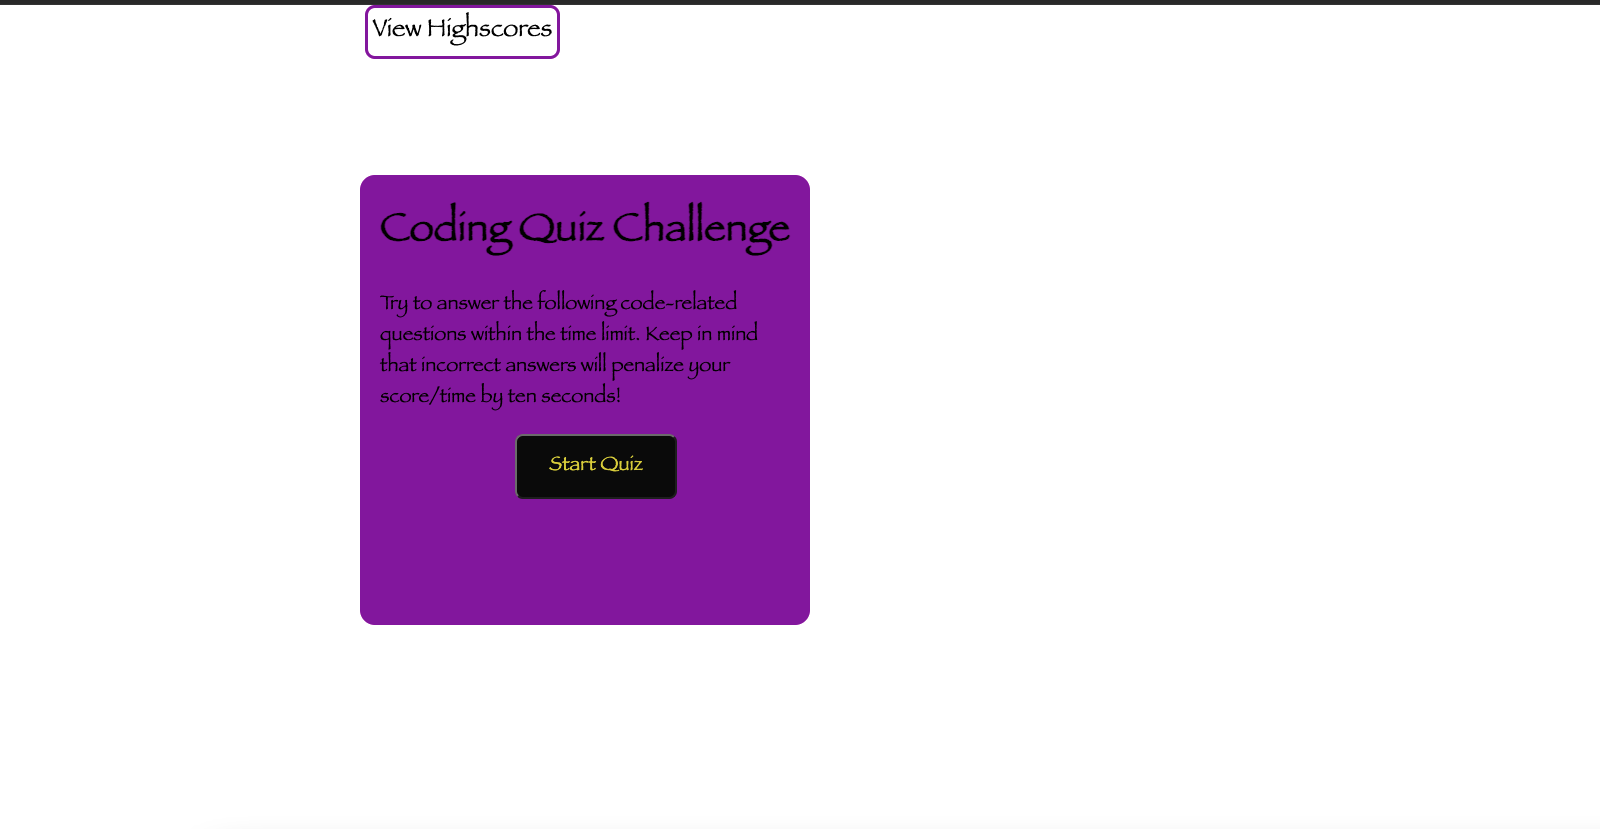 View Highscores
Coding Quiz Challenge
Try to answer the following code-related
questions within the time limit. Keep in mind
that incorrect answers will penalize your
score/time by ten seconds!
Start Quiz